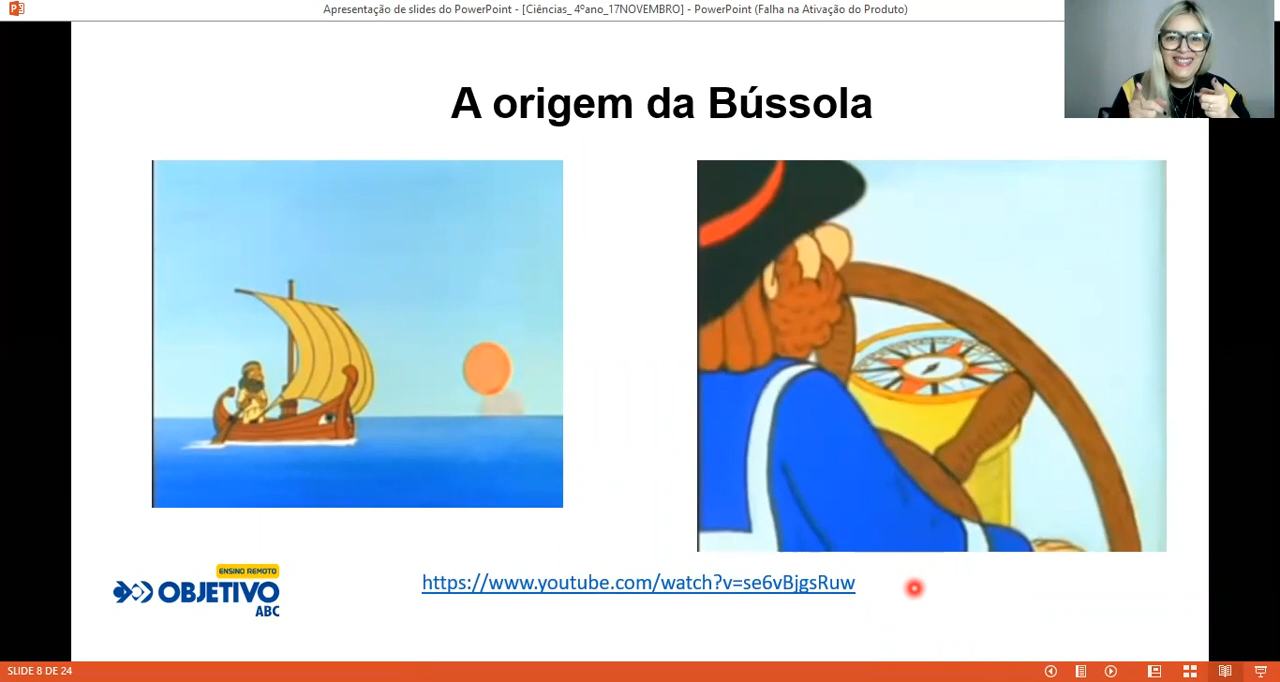 Apresentação de slides do PowerPoint - [Ciências_ 4ºano_17NOVEMBRO] - PowerPoint (Falha na Ativação do Produto)
A origem da Bússola
ENSINO REMOTO
OBJETIVO
ABC
https://www.youtube.com/watch?v=se6vBjgsRuw
SLIDE 8 DE 24